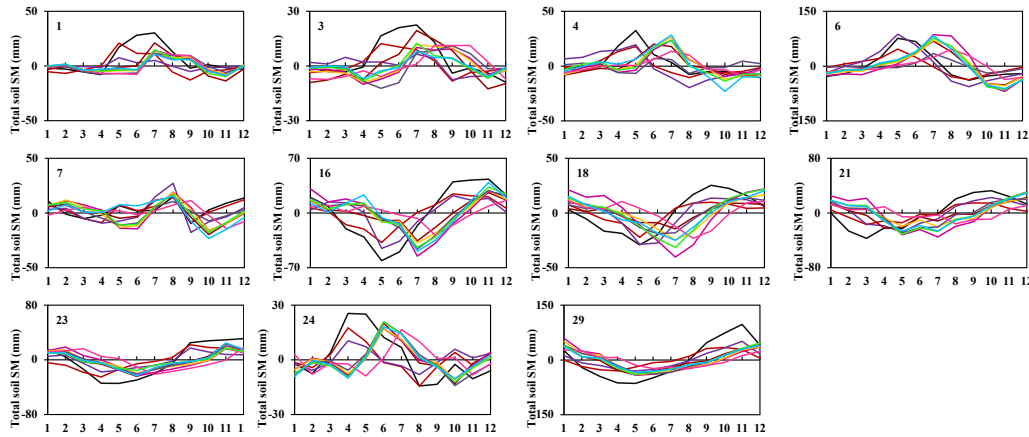 Total soil SM (mm)
50
0
-50
1
1 2 3 4 5 6 7 8 9 10 11 12
Total soil SM (mm)
30
0
-30
3
1 2 3 4 5 6 7 8 9 10 11 12
Total soil SM (mm)
50
0
-50
4
1 2 3 4 5 6 7 8 9 10 11 12
Total soil SM (mm)
150
0
150
6
1 2 3 4 5 6 7 8 9 10 11 12
Total soil SM (mm)
50
0
-50
7
1 2 3 4 5 6 7 8 9 10 11 12
Total soil SM (mm)
70
0
-70
16
1 2 3 4 5 6 7 8 9 10 11 12
Total soil SM (mm)
50
0
-50
18
1 2 3 4 5 6 7 8 9 10 11 12
Total soil SM (mm)
80
0
-80
21
1 2 3 4 5 6 7 8 9 10 11 12
Total soil SM (mm)
80
0
-80
23
1 2 3 4 5 6 7 8 9 10 11 1
Total soil SM (mm)
30
0
-30
24
1 2 3 4 5 6 7 8 9 10 11 12
Total soil SM (mm)
150
0
150
29
1 2 3 4 5 6 7 8 9 10 11 12